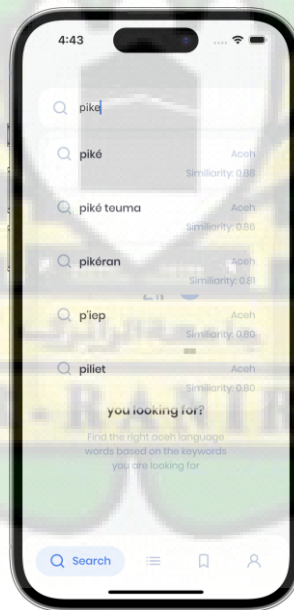 4:43
pike
piké Aceh
Similiarity: 0.88
piké teuma Aceh
Similiarity: 0.86
pikéran Aceh
Similiarity: 0.81
p'iep Aceh
Similiarity: 0.80
piliet Aceh
Similiarity: 0.80
you looking for?
Find the right aceh language
words based on the keywords
you are looking for
Search